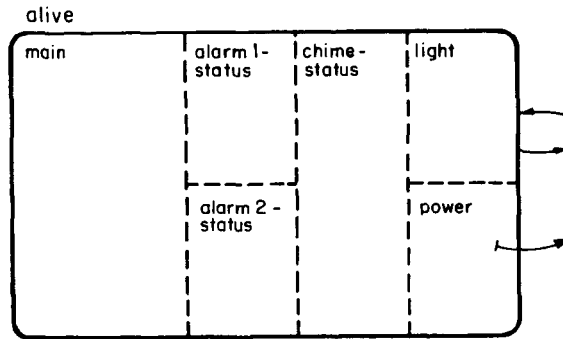 alive
main
alarm 1-
status
chime-
status
light
alarm 2-
status
power